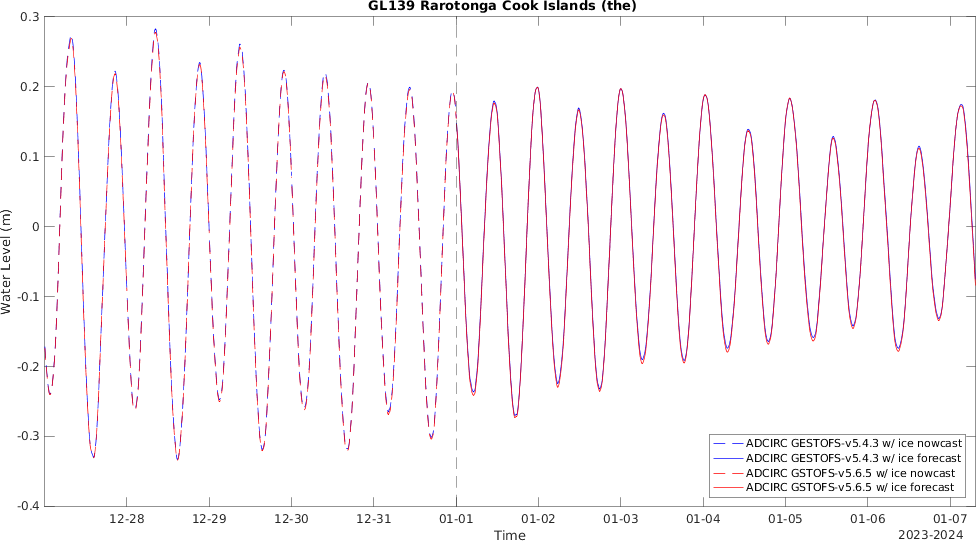 GL139 Rarotonga Cook Islands (the)
0.3
0.2
0.1
0
-0.1
-0.2
-0.3
-0.4
Water Level (m)
ADCIRC GESTOFS-v5.4.3 w/ ice nowcast
ADCIRC GESTOFS-v5.4.3 w/ ice forecast
ADCIRC GSTOFS-v5.6.5 w/ ice nowcast
ADCIRC GSTOFS-v5.6.5 w/ ice forecast
12-28 12-29 12-30 12-31 01-01 01-02 01-03 01-04 01-05 01-06 01-07
Time 2023-2024